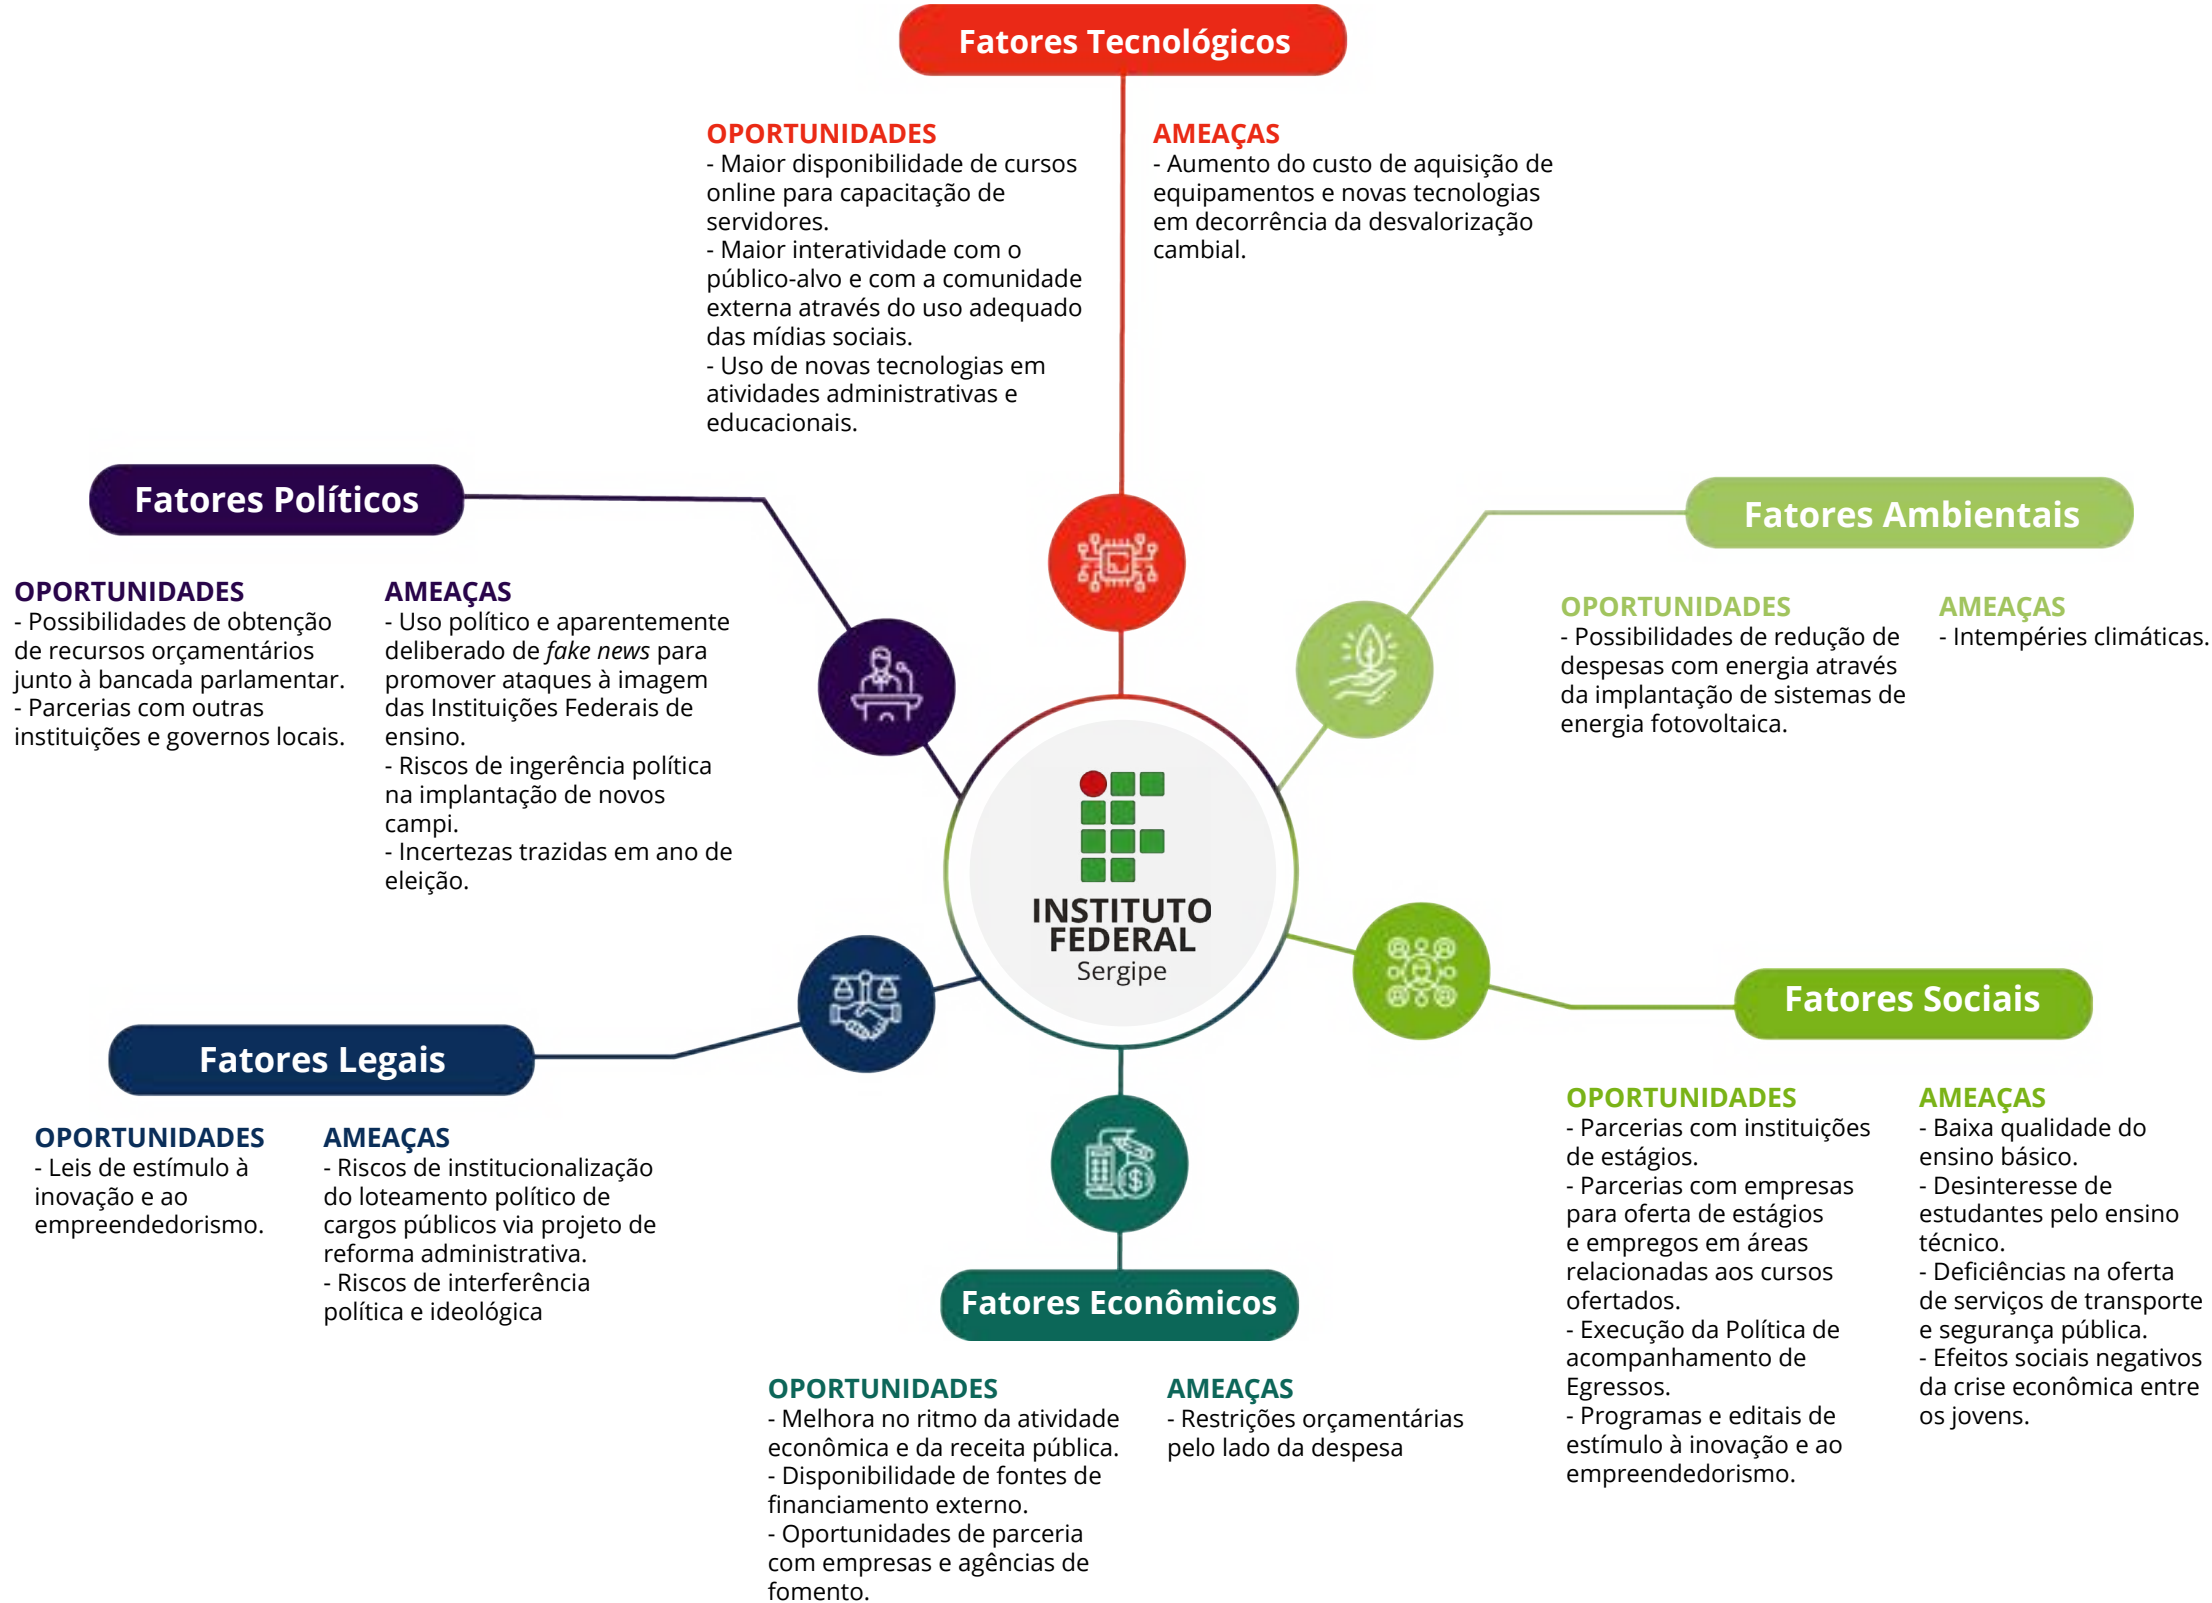 Fatores Tecnológicos
OPORTUNIDADES
- Maior disponibilidade de cursos
online para capacitação de
servidores.
- Maior interatividade com o
público-alvo e com a comunidade
externa através do uso adequado
das mídias sociais.
- Uso de novas tecnologias em
atividades administrativas e
educacionais.
AMEAÇAS
- Aumento do custo de aquisição de
equipamentos e novas tecnologias
em decorrência da desvalorização
cambial.
Fatores Políticos
OPORTUNIDADES
- Possibilidades de obtenção
de recursos orçamentários
junto à bancada parlamentar.
- Parcerias com outras
instituições e governos locais.
AMEAÇAS
- Uso político e aparentemente
deliberado de fake news para
promover ataques à imagem
das Instituições Federais de
ensino.
- Riscos de ingerência política
na implantação de novos
campi.
- Incertezas trazidas em ano de
eleição.
Fatores Ambientais
OPORTUNIDADES
- Possibilidades de redução de
despesas com energia através
da implantação de sistemas de
energia fotovoltaica.
AMEAÇAS
- Intempéries climáticas.
INSTITUTO
FEDERAL
Sergipe
Fatores Legais
OPORTUNIDADES
- Leis de estímulo à
inovação e ao
empreendedorismo.
AMEAÇAS
- Riscos de institucionalização
do loteamento político de
cargos públicos via projeto de
reforma administrativa.
- Riscos de interferência
política e ideológica
Fatores Sociais
OPORTUNIDADES
- Parcerias com instituições
de estágios.
- Parcerias com empresas
para oferta de estágios
e empregos em áreas
relacionadas aos cursos
ofertados.
- Execução da Política de
acompanhamento de
Egressos.
- Programas e editais de
estímulo à inovação e ao
empreendedorismo.
AMEAÇAS
- Baixa qualidade do
ensino básico.
- Desinteresse de
estudantes pelo ensino
técnico.
- Deficiências na oferta
de serviços de transporte
e segurança pública.
- Efeitos sociais negativos
da crise econômica entre
os jovens.
Fatores Econômicos
OPORTUNIDADES
- Melhora no ritmo da atividade
econômica e da receita pública.
- Disponibilidade de fontes de
financiamento externo.
- Oportunidades de parceria
com empresas e agências de
fomento.
AMEAÇAS
- Restrições orçamentárias
pelo lado da despesa